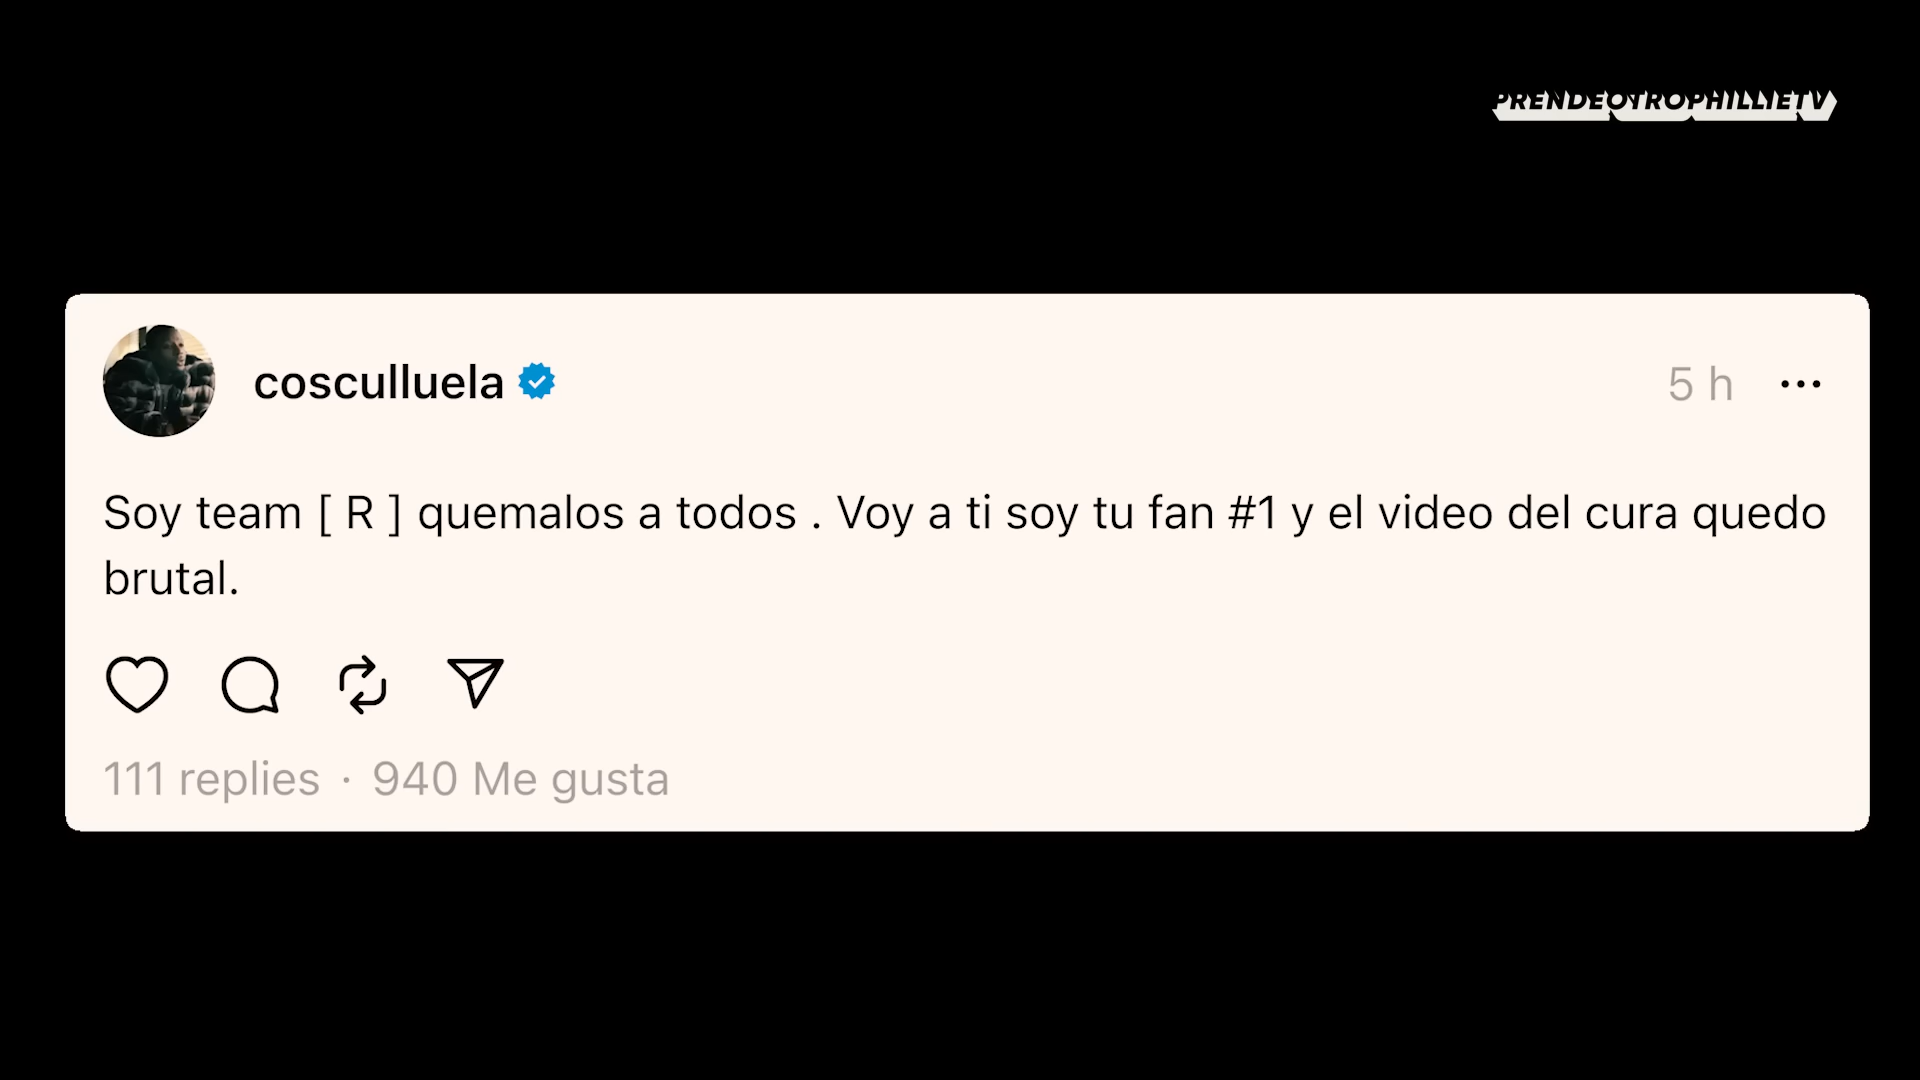 PRENDEOTROPHILLIETV
cosculluela
5 h
Soy team [ R ] quemalos a todos . Voy a ti soy tu fan #1 y el video del cura quedo
brutal.
111 replies · 940 Me gusta